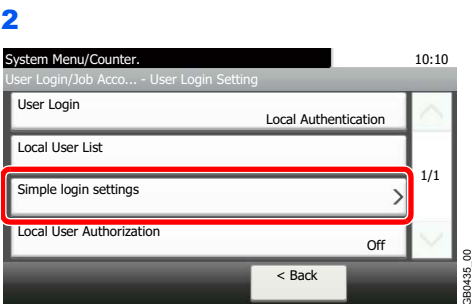 2
System Menu/Counter. 10:10
User Login/Job Acco... - User Login Setting
User Login
Local Authentication
Local User List
1/1
Simple login settings
Local User Authorization
Off
< Back
GB0435_00